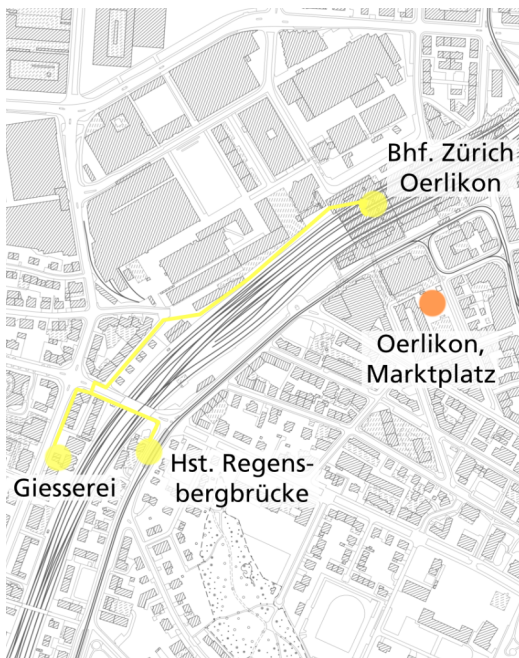 Bhf. Zürich
Oerlikon
Oerlikon,
Marktplatz
Hst. Regens-
bergbrücke
Giesserei